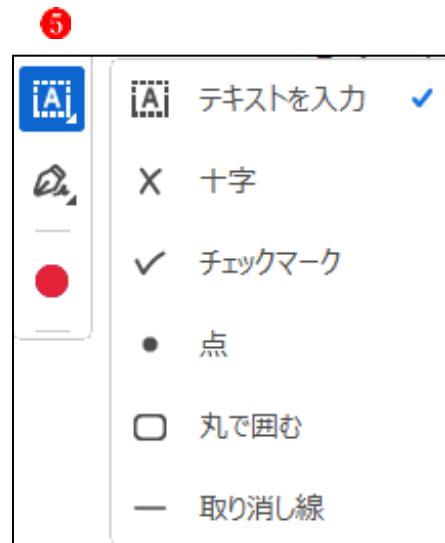 5
テキストを入力
十字
チェックマーク
点
丸で囲む
取り消し線